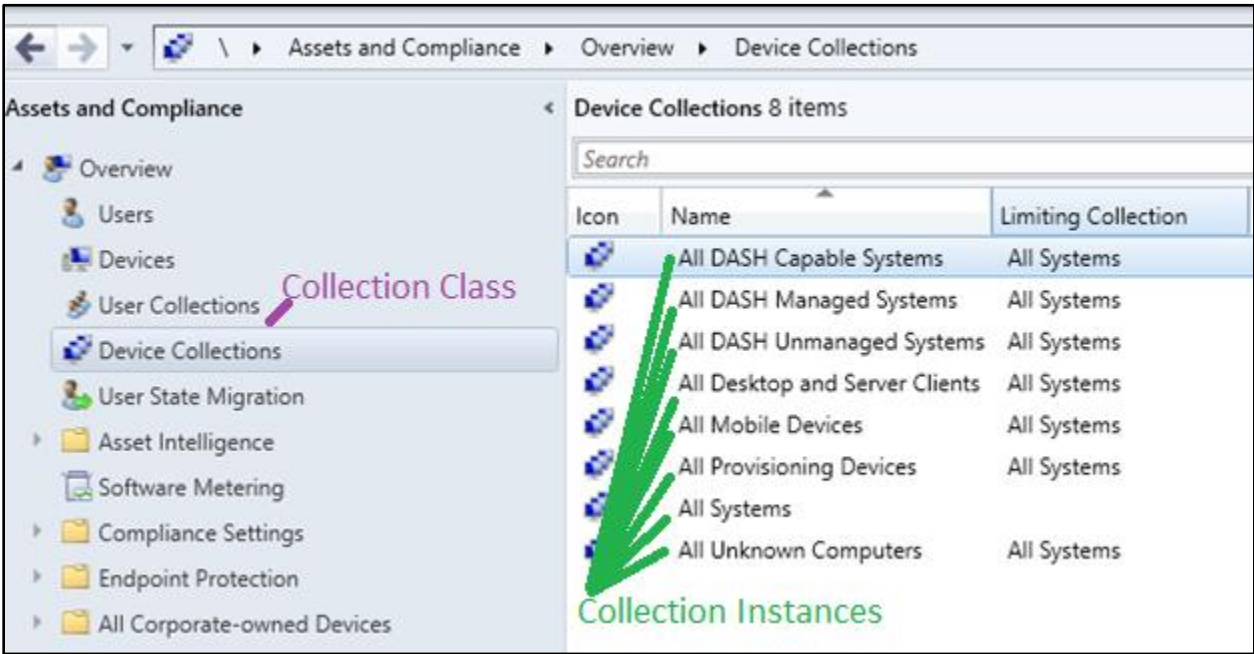 \ Assets and Compliance Overview Device Collections
Assets and Compliance
Overview
Users
Devices
User Collections
Device Collections
User State Migration
Asset Intelligence
Software Metering
Compliance Settings
Endpoint Protection
All Corporate-owned Devices
Collection Class
Device Collections 8 items
Search
Icon Name Limiting Collection
All DASH Capable Systems All Systems
All DASH Managed Systems All Systems
All DASH Unmanaged Systems All Systems
All Desktop and Server Clients All Systems
All Mobile Devices All Systems
All Provisioning Devices All Systems
All Systems
All Unknown Computers All Systems
Collection Instances